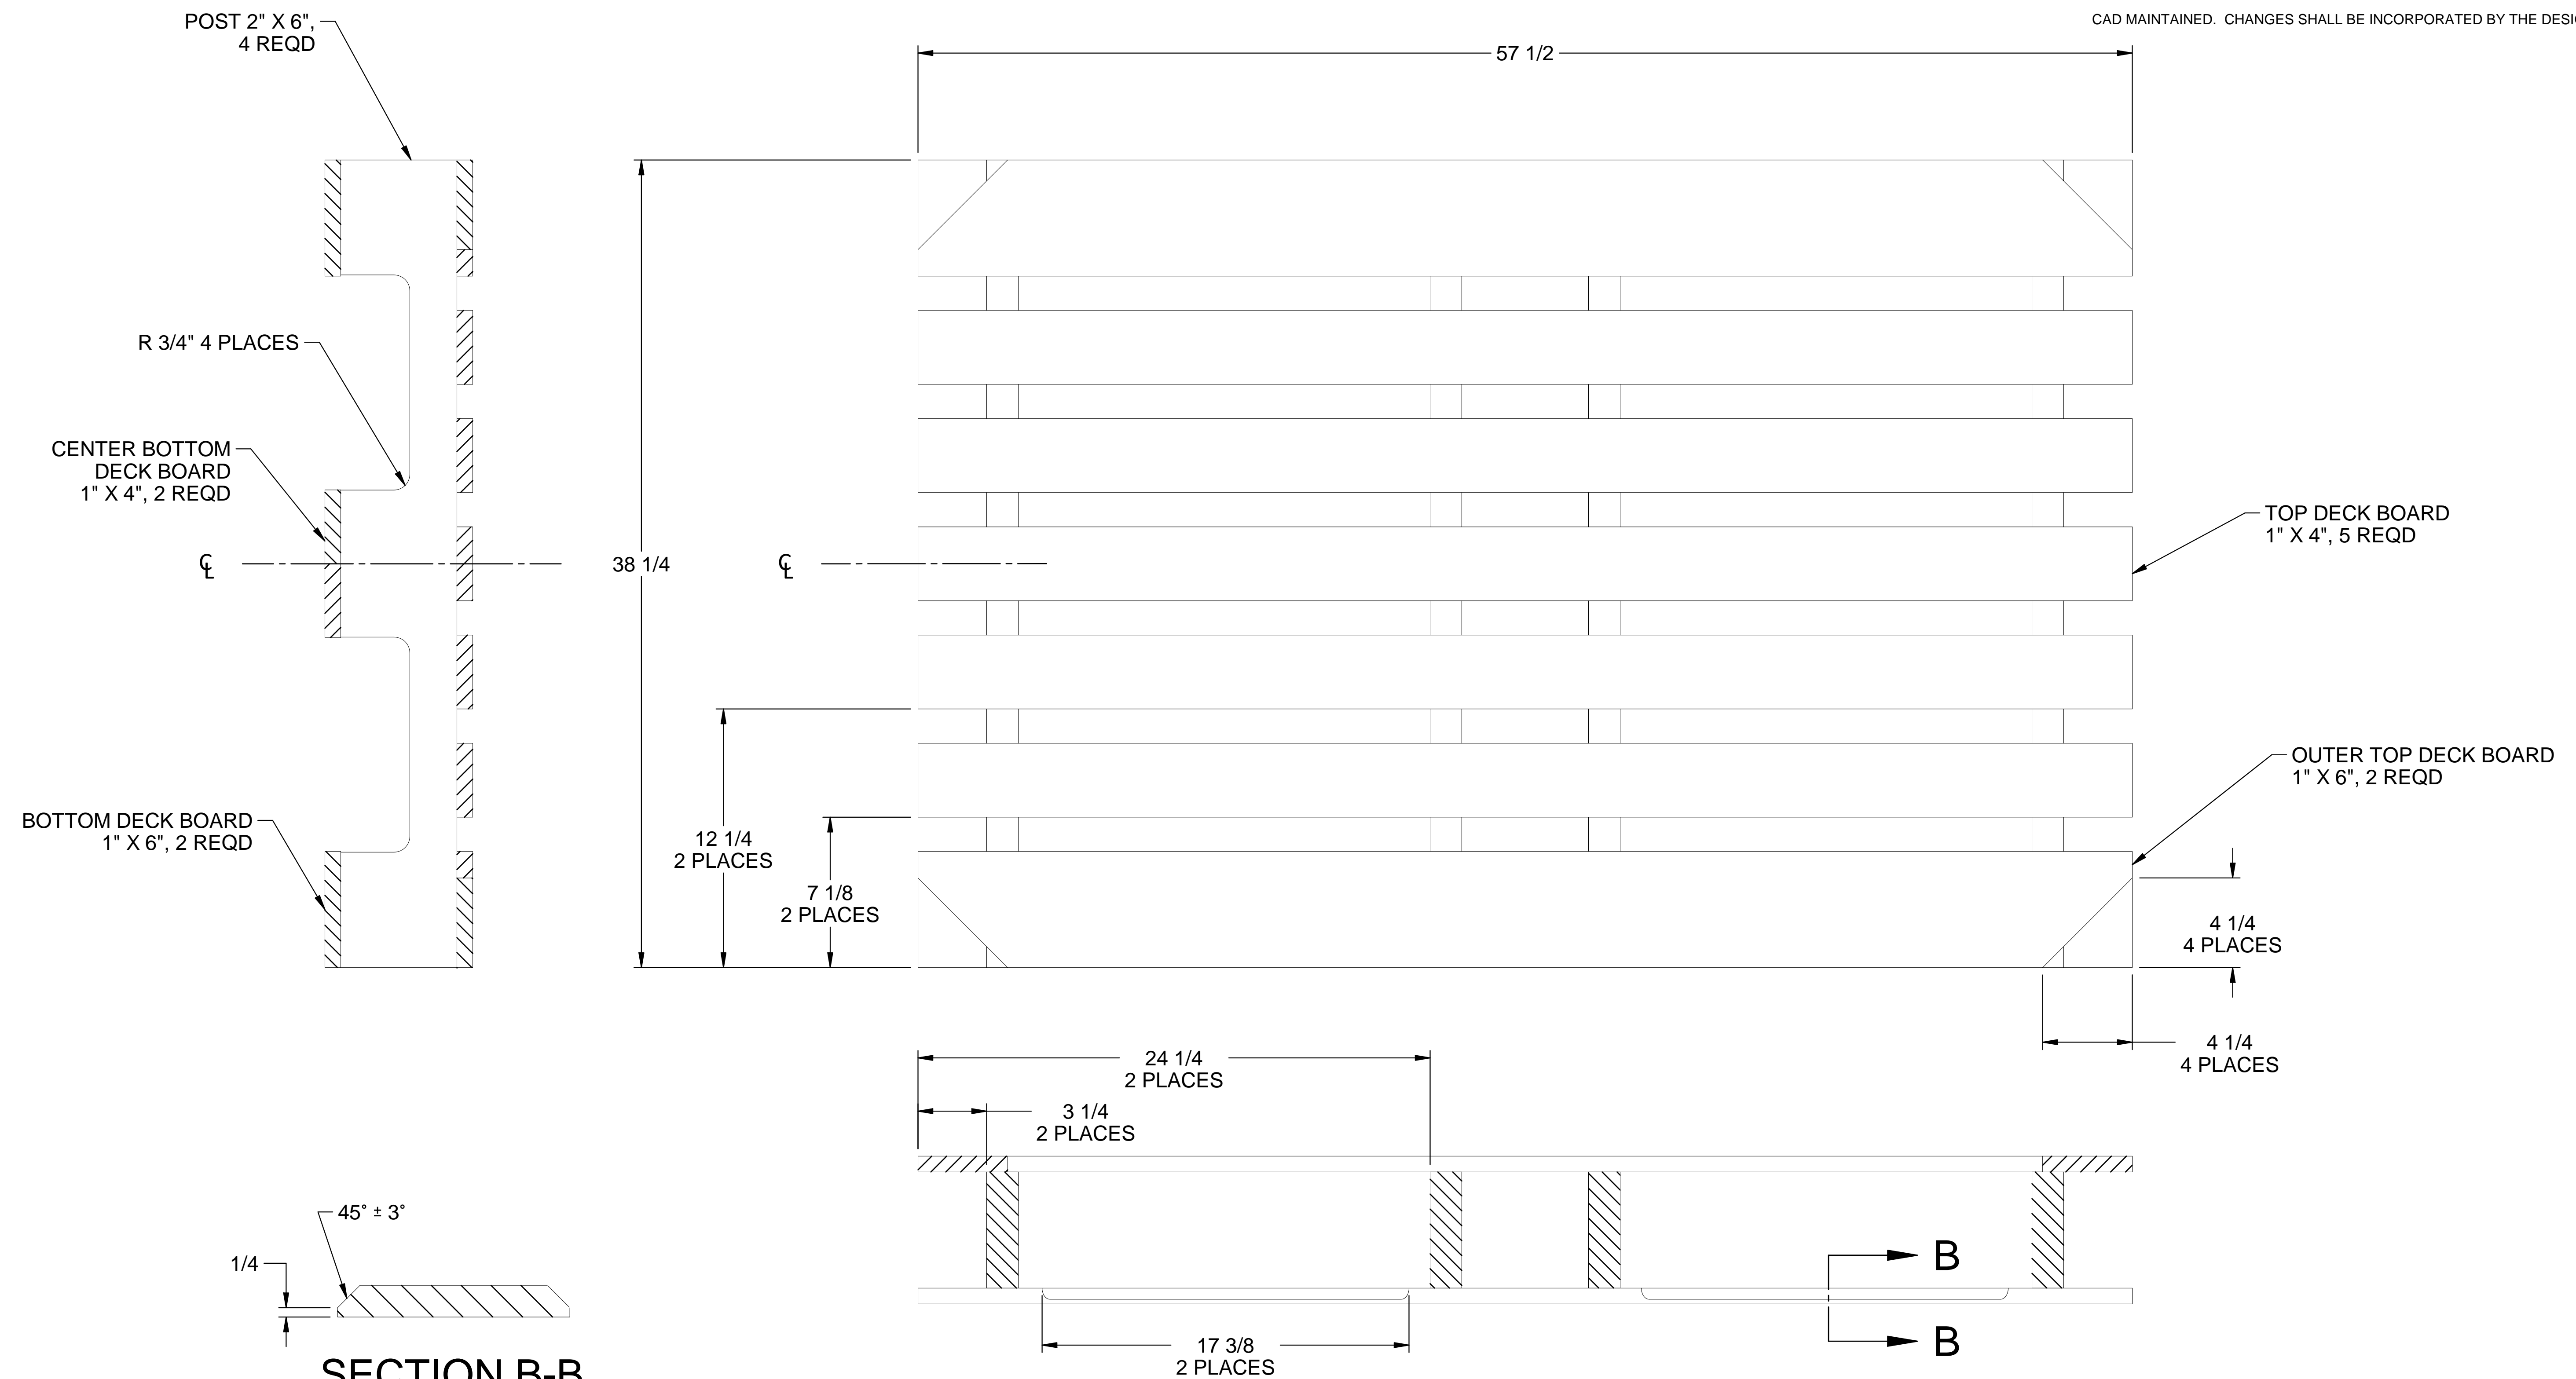 CAD MAINTAINED. CHANGES SHALL BE INCORPORATED BY THE
POST 2" X 6",
4 REQD
57 1/2
R 3/4" 4 PLACES
CENTER BOTTOM
DECK BOARD
1" X 4", 2 REQD
℄
38 1/4
℄
TOP DECK BOARD
1" X 4", 5 REQD
BOTTOM DECK BOARD
1" X 6", 2 REQD
12 1/4
2 PLACES
7 1/8
2 PLACES
OUTER TOP DECK BOARD
1" X 6", 2 REQD
4 1/4
4 PLACES
4 1/4
4 PLACES
24 1/4
2 PLACES
3 1/4
2 PLACES
45° ± 3°
1/4
B
B
17 3/8
2 PLACES
SECTION B-B